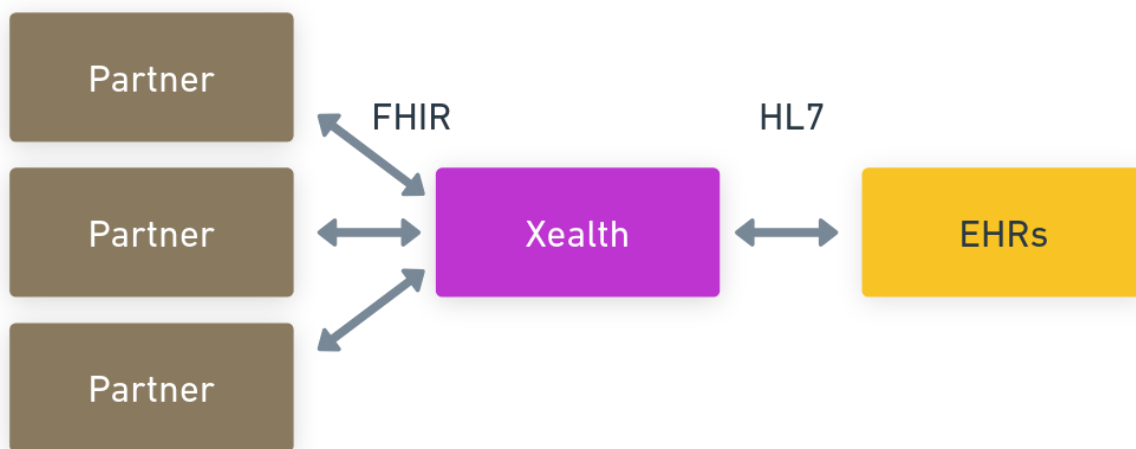 Partner
FHIR
HL7
Partner
Xealth
EHRs
Partner